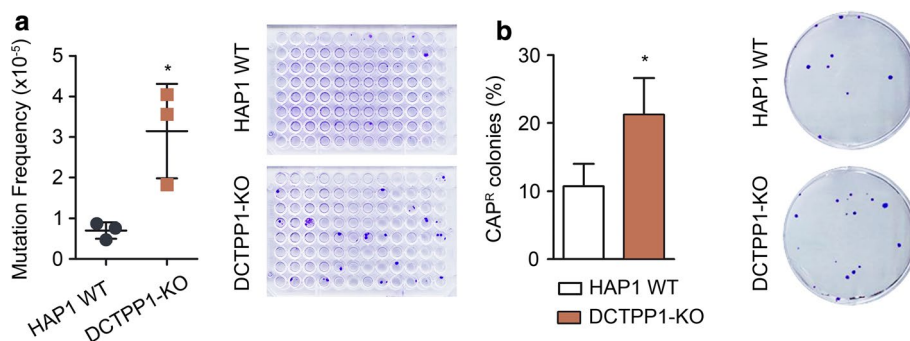 a
Mutation Frequency (x10⁻⁵)
5
4
3
2
1
0
*
HAP1 WT
DCTPP1-KO
HAP1 WT
DCTPP1-KO
b
CAPᴿ colonies (%)
30
20
10
0
*
HAP1 WT
DCTPP1-KO
HAP1 WT
DCTPP1-KO